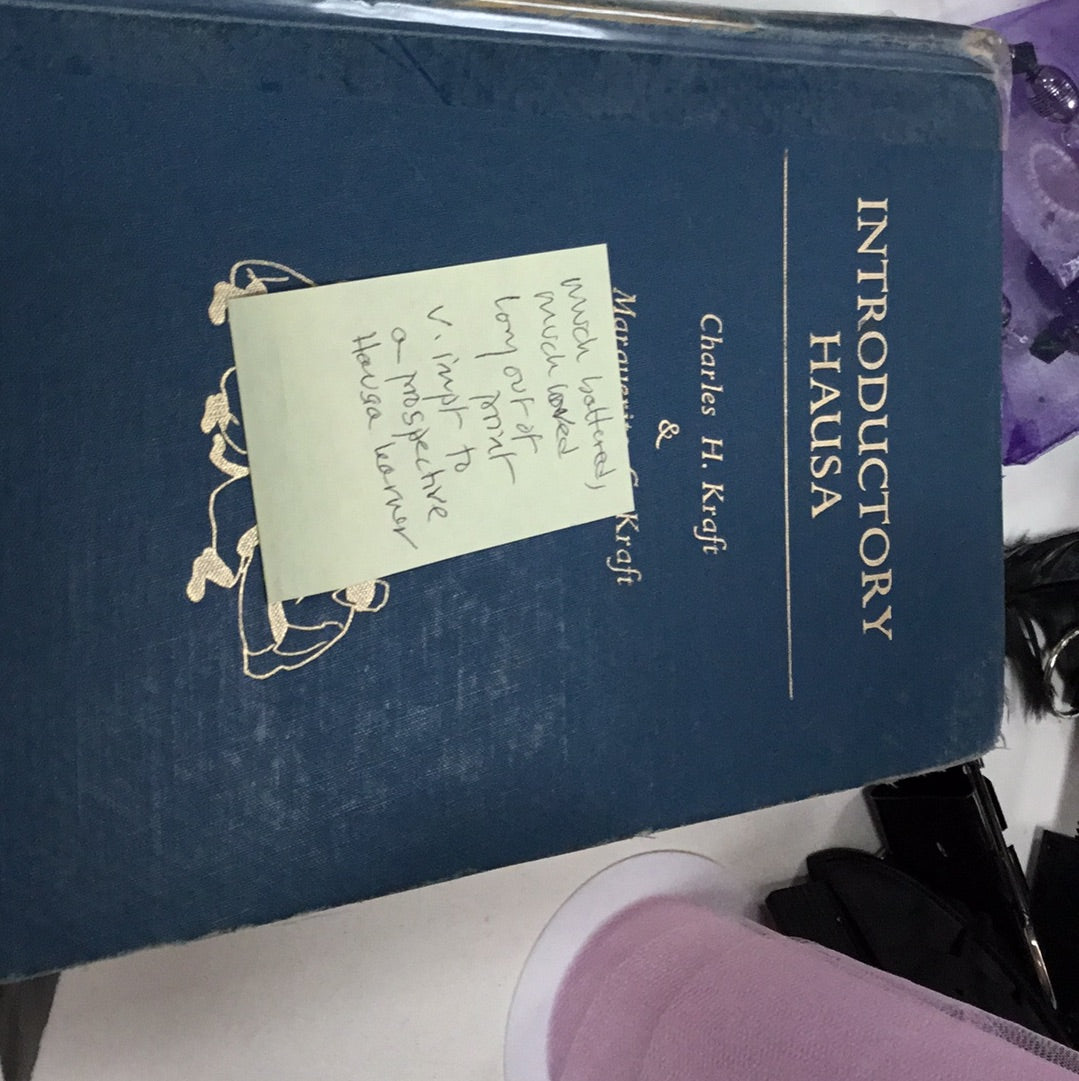 INTRODUCTORY
HAUSA
Charles H. Kraft
&
Kraft
much battered,
much loved
long out of
print
v. impt to
a prospective
Hausa learner